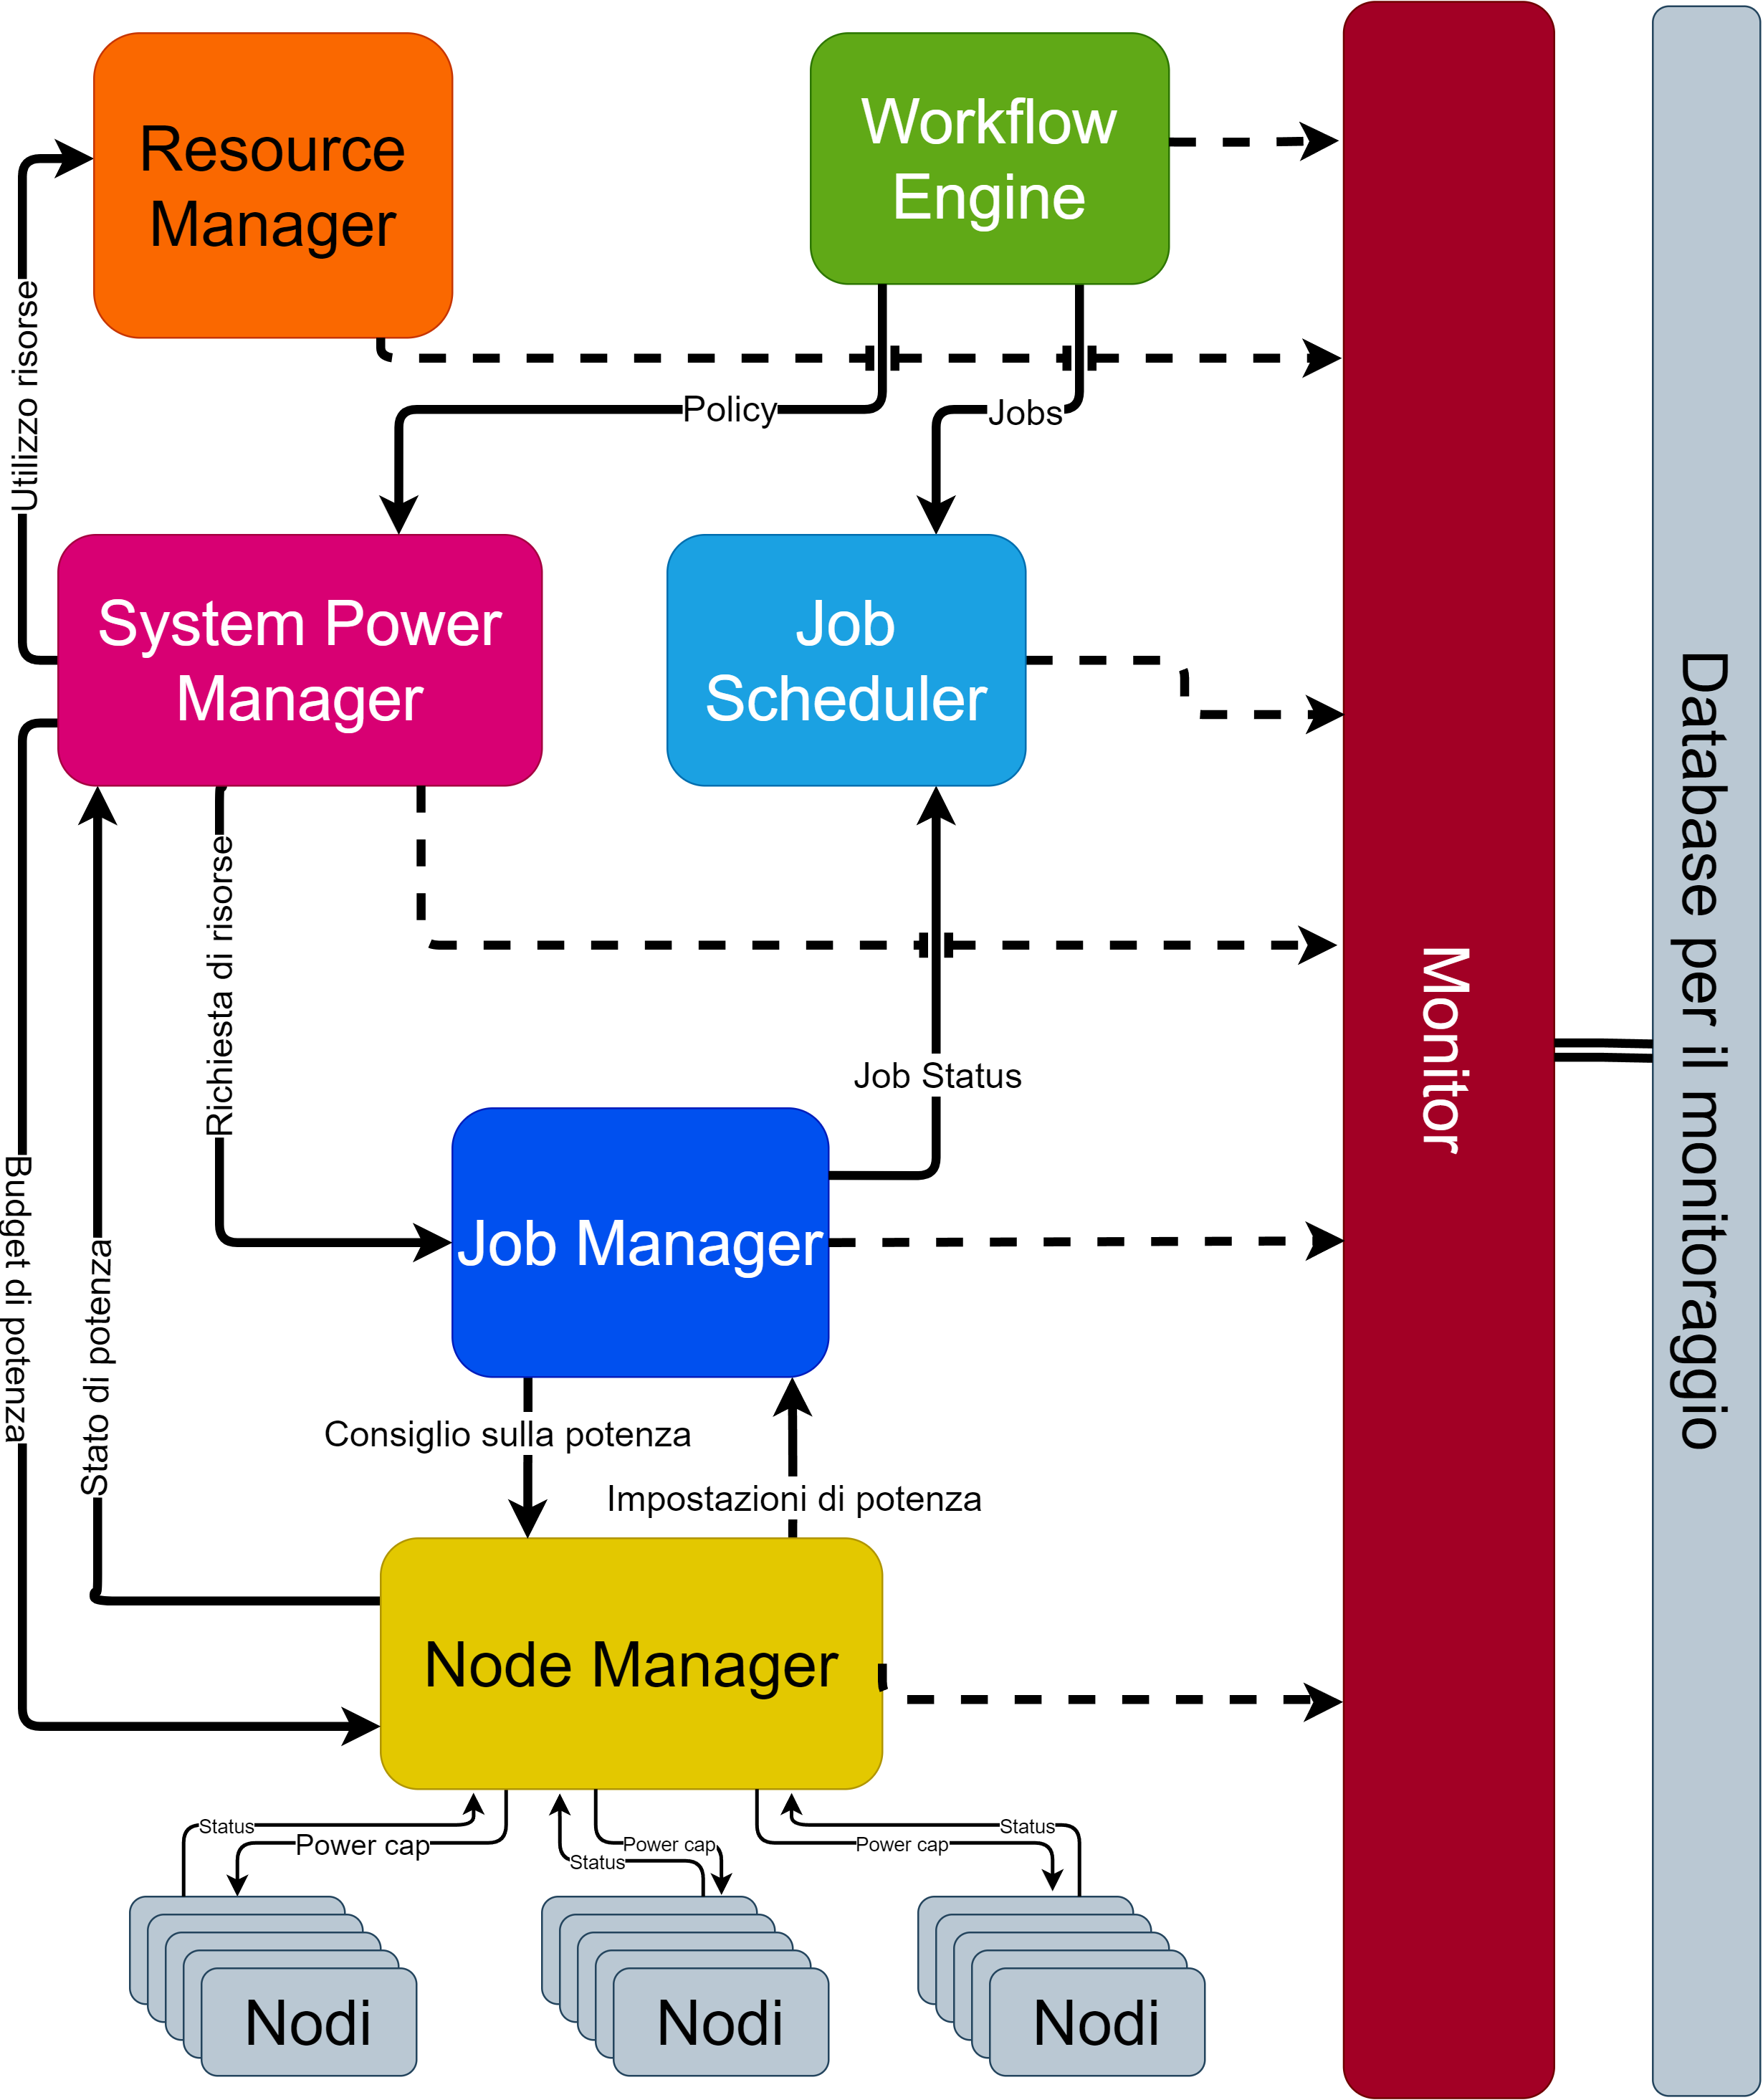 Resource
Manager
Workflow
Engine
Utilizzo risorse
Policy
Jobs
System Power
Manager
Job
Scheduler
Richiesta di risorse
Job Status
Monitor
Database per il monitoraggio
Budget di potenza
Stato di potenza
Job Manager
Consiglio sulla potenza
Impostazioni di potenza
Node Manager
Status
Power cap
Power cap
Status
Status
Power cap
Nodi
Nodi
Nodi